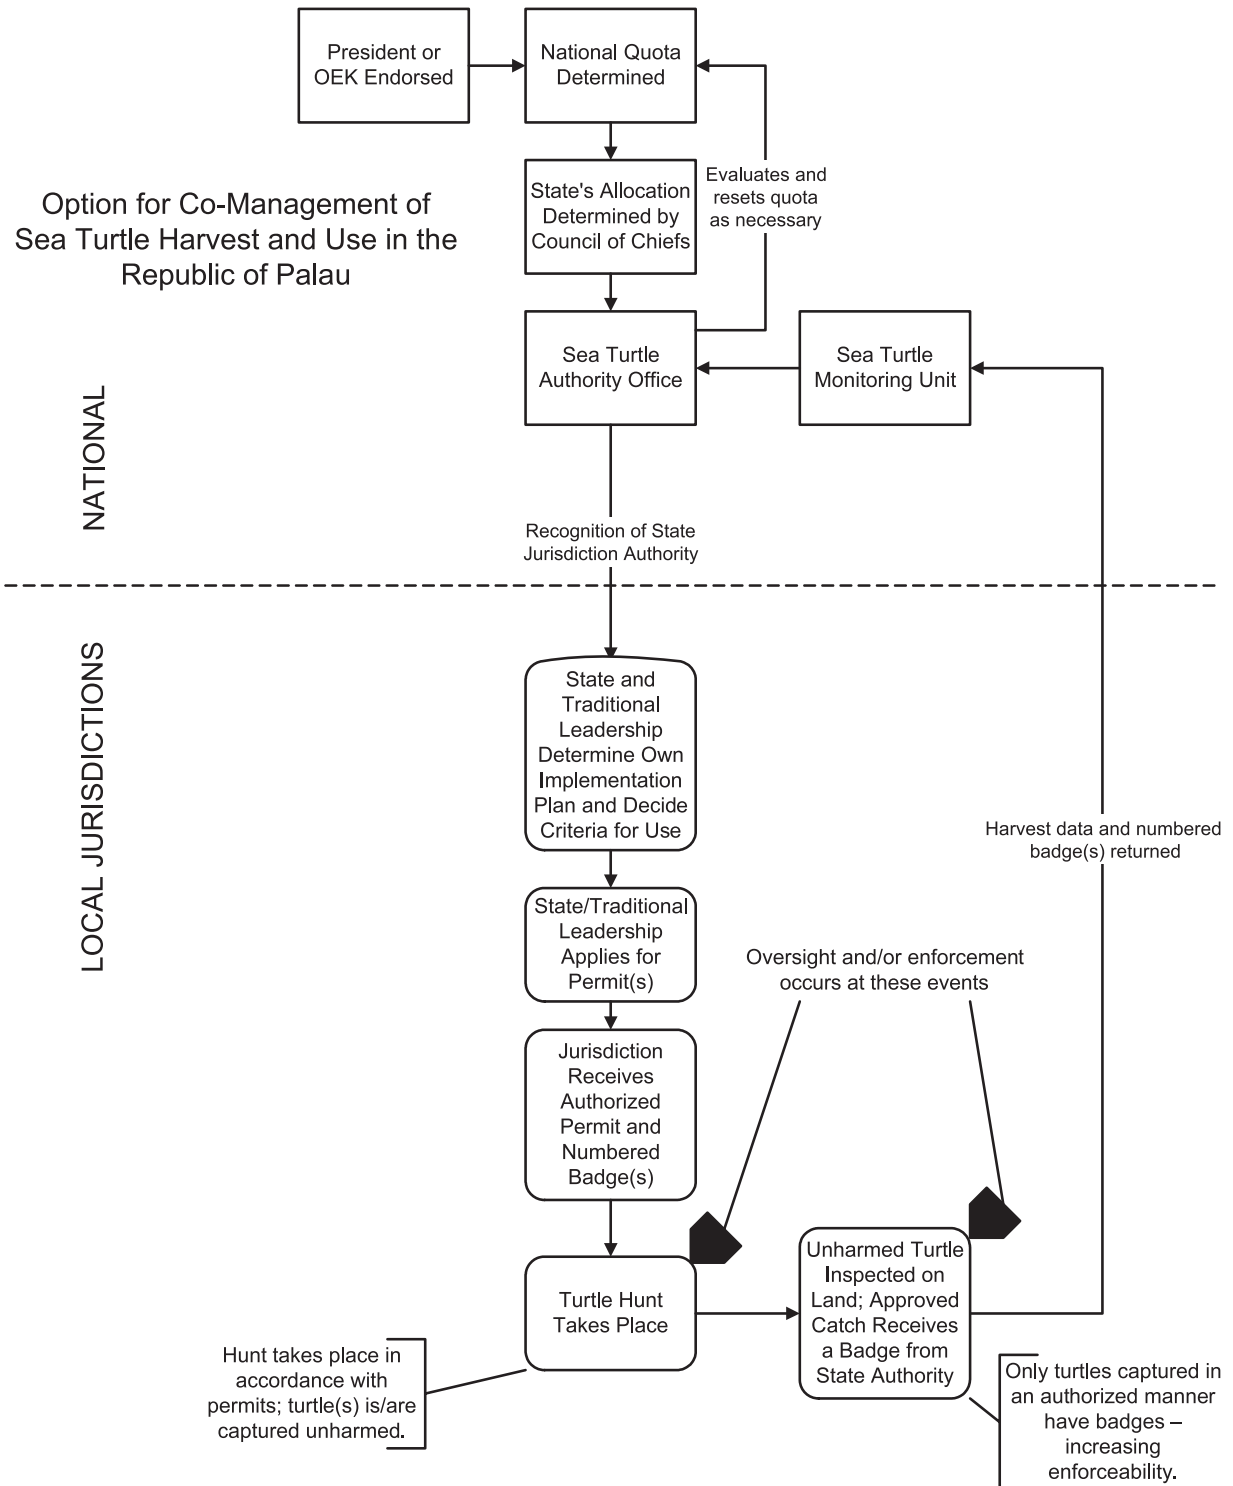 President or
OEK Endorsed
National Quota
Determined
State's Allocation
Determined by
Council of Chiefs
Evaluates and
resets quota
as necessary
Option for Co-Management of
Sea Turtle Harvest and Use in the
Republic of Palau
Sea Turtle
Authority Office
Sea Turtle
Monitoring Unit
NATIONAL
Recognition of State
Jurisdiction Authority
LOCAL JURISDICTIONS
State and
Traditional
Leadership
Determine Own
Implementation
Plan and Decide
Criteria for Use
Harvest data and numbered
badge(s) returned
State/Traditional
Leadership
Applies for
Permit(s)
Oversight and/or enforcement
occurs at these events
Jurisdiction
Receives
Authorized
Permit and
Numbered
Badge(s)
Turtle Hunt
Takes Place
Unharmed Turtle
Inspected on
Land; Approved
Catch Receives
a Badge from
State Authority
Hunt takes place in
accordance with
permits; turtle(s) is/are
captured unharmed.
Only turtles captured in
an authorized manner
have badges –
increasing
enforceability.